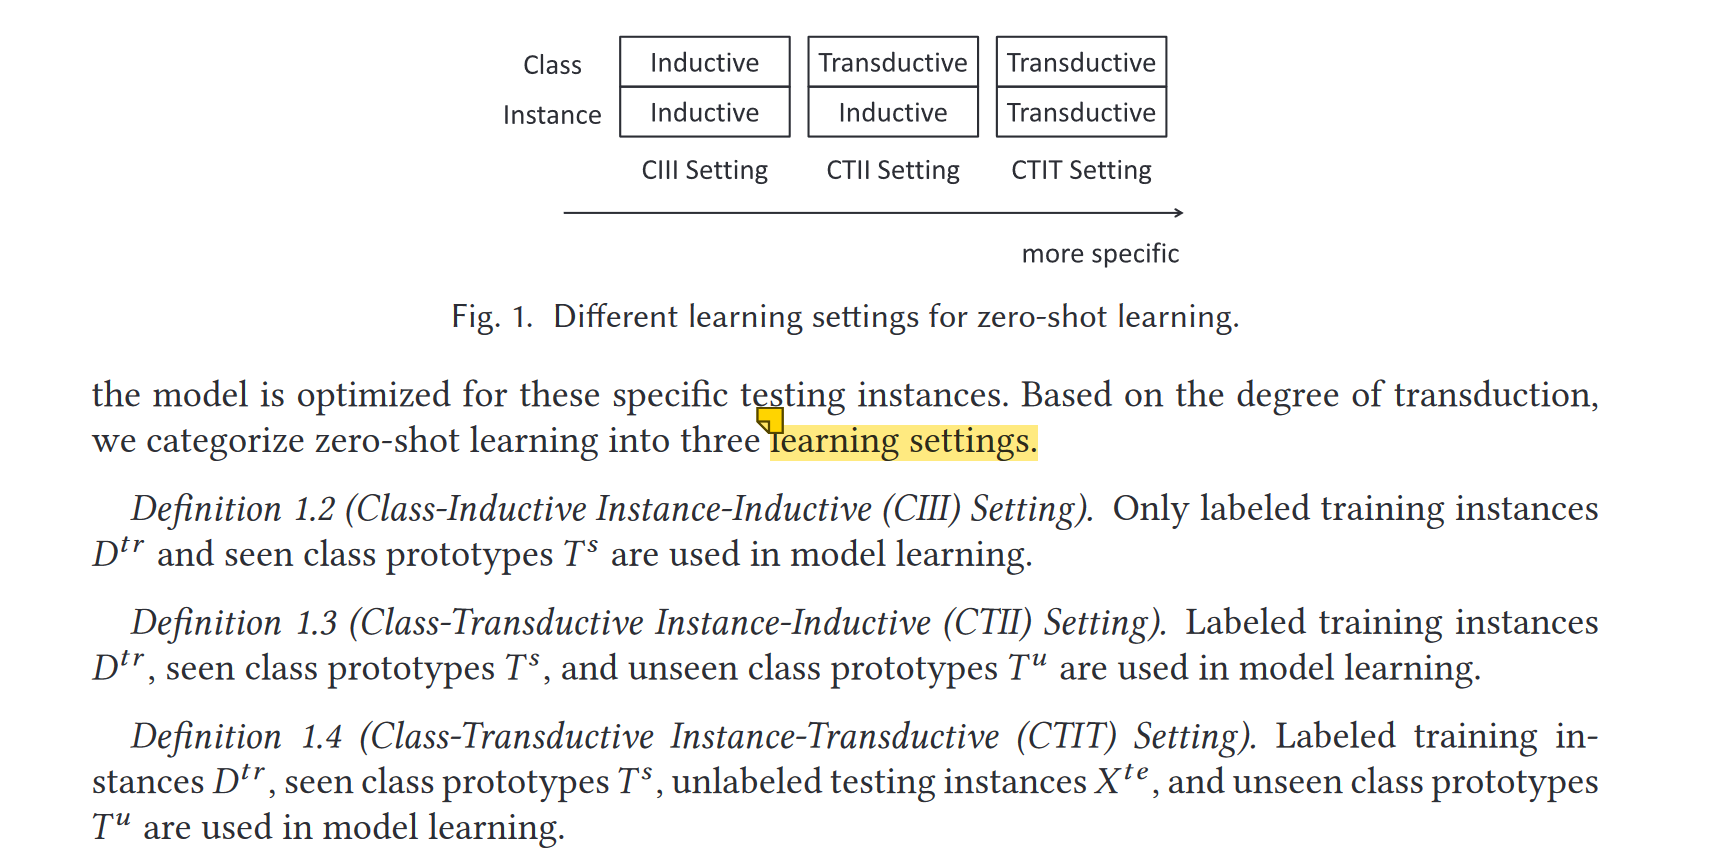 Class Inductive Transductive Transductive
Instance Inductive Inductive Transductive
CIII Setting CTII Setting CTIT Setting
more specific
Fig. 1. Different learning settings for zero-shot learning.
the model is optimized for these specific testing instances. Based on the degree of transduction,
we categorize zero-shot learning into three learning settings.
Definition 1.2 (Class-Inductive Instance-Inductive (CIII) Setting). Only labeled training instances
D^{tr} and seen class prototypes T^{s} are used in model learning.
Definition 1.3 (Class-Transductive Instance-Inductive (CTII) Setting). Labeled training instances
D^{tr}, seen class prototypes T^{s}, and unseen class prototypes T^{u} are used in model learning.
Definition 1.4 (Class-Transductive Instance-Transductive (CTIT) Setting). Labeled training in-
stances D^{tr}, seen class prototypes T^{s}, unlabeled testing instances X^{te}, and unseen class prototypes
T^{u} are used in model learning.